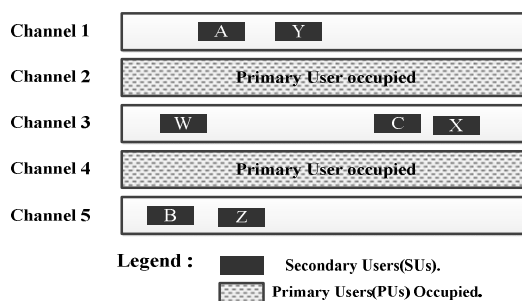 Channel 1 A Y
Channel 2 Primary User occupied
Channel 3 W C X
Channel 4 Primary User occupied
Channel 5 B Z
Legend : Secondary Users(SUs).
Primary Users(PUs) Occupied.